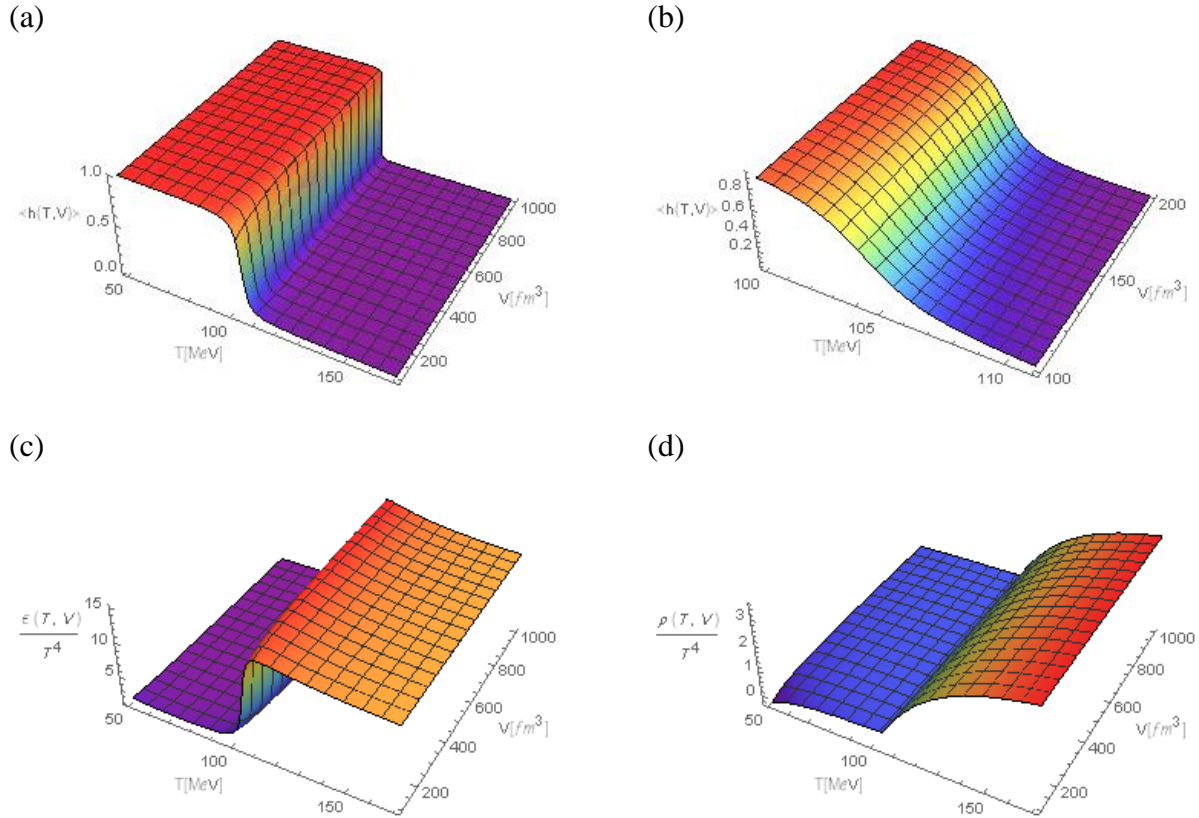 (a)
(b)
1.0
<h(T,V)>
0.5
0.0
50
100
T[MeV]
150
200
400
600
800
1000
V[fm³]
0.8
0.6
<h(T,V)>
0.4
0.2
100
105
T[MeV]
110
100
150
200
V[fm³]
(c)
(d)
15
ϵ(T, V)
10
T⁴
5
50
100
T[MeV]
150
200
400
600
800
1000
V[fm³]
3
p(T, V)
2
T⁴
1
0
50
100
T[MeV]
150
200
400
600
800
1000
V[fm³]